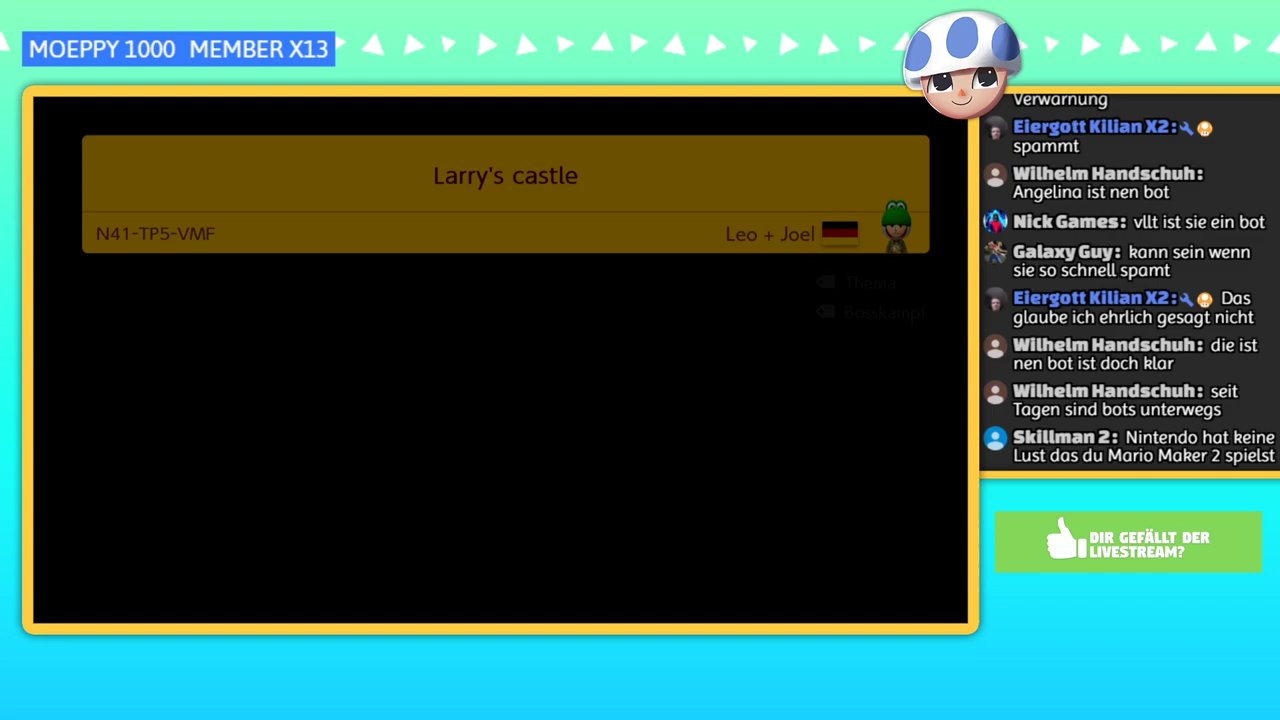 MOEPPY 1000 MEMBER X13
Larry's castle
N41-TP5-VMF
Leo + Joel
Thema
Bosskampf
Verwarnung
Eiergott Kilian X2:
spammt
Wilhelm Handschuh:
Angelina ist nen bot
Nick Games: vllt ist sie ein bot
Galaxy Guy: kann sein wenn
sie so schnell spamt
Eiergott Kilian X2: Das
glaube ich ehrlich gesagt nicht
Wilhelm Handschuh: die ist
nen bot ist doch klar
Wilhelm Handschuh: seit
Tagen sind bots unterwegs
Skillman 2: Nintendo hat keine
Lust das du Mario Maker 2 spielst
DIR GEFÄLLT DER
LIVESTREAM?